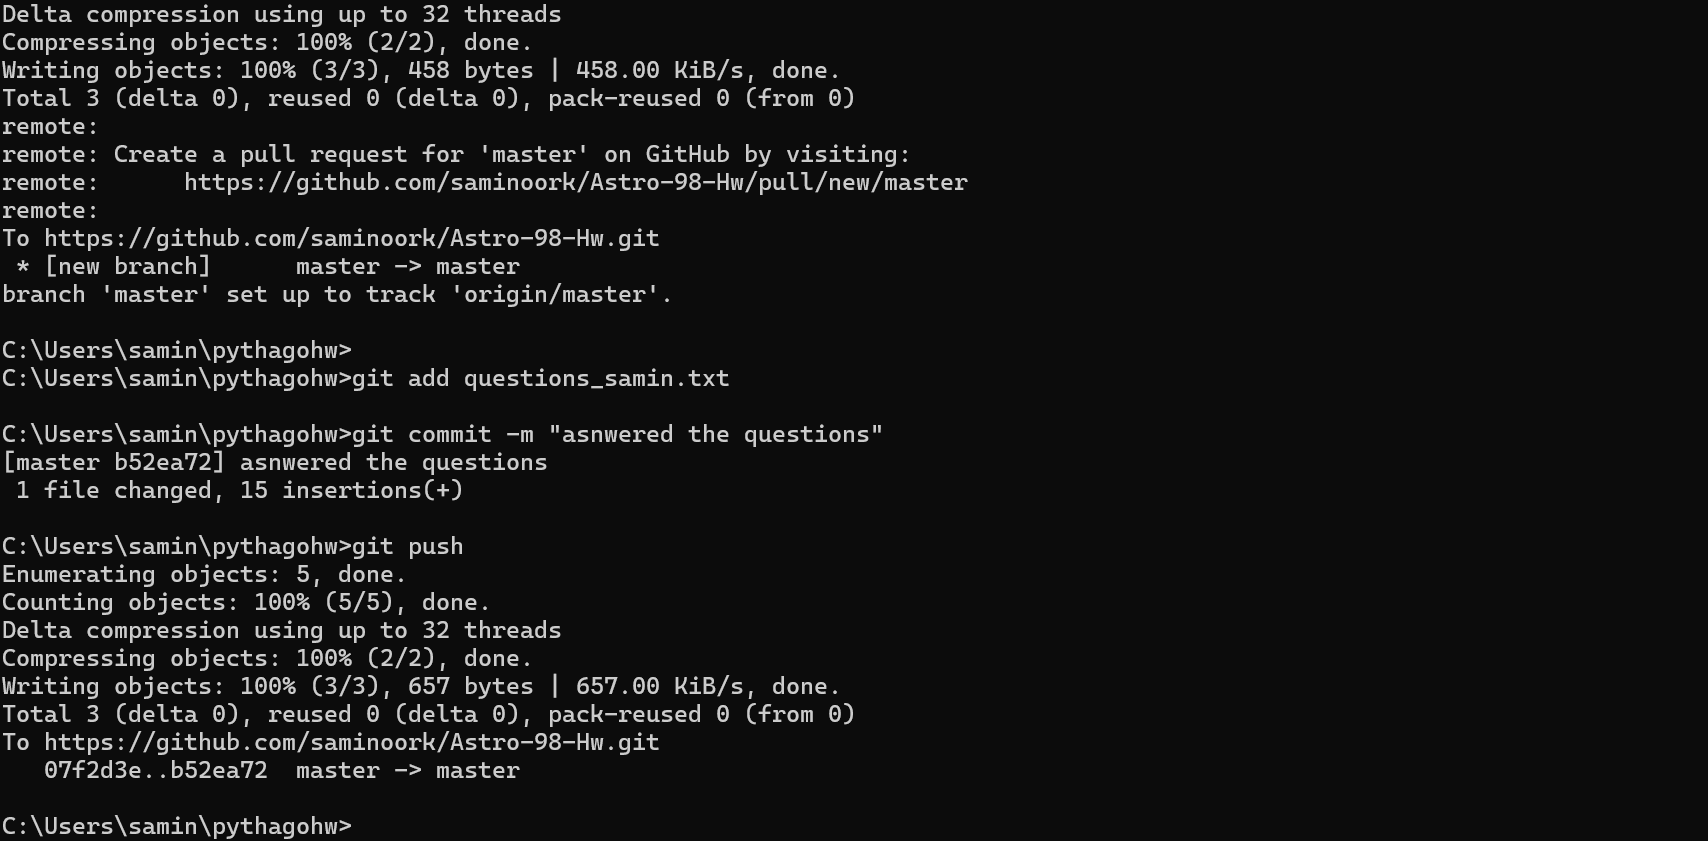 Delta compression using up to 32 threads
Compressing objects: 100% (2/2), done.
Writing objects: 100% (3/3), 458 bytes | 458.00 KiB/s, done.
Total 3 (delta 0), reused 0 (delta 0), pack-reused 0 (from 0)
remote:
remote: Create a pull request for 'master' on GitHub by visiting:
remote:      https://github.com/saminoork/Astro-98-Hw/pull/new/master
remote:
To https://github.com/saminoork/Astro-98-Hw.git
 * [new branch]      master -> master
branch 'master' set up to track 'origin/master'.

C:\Users\samin\pythagohw>
C:\Users\samin\pythagohw>git add questions_samin.txt

C:\Users\samin\pythagohw>git commit -m "asnwered the questions"
[master b52ea72] asnwered the questions
 1 file changed, 15 insertions(+)

C:\Users\samin\pythagohw>git push
Enumerating objects: 5, done.
Counting objects: 100% (5/5), done.
Delta compression using up to 32 threads
Compressing objects: 100% (2/2), done.
Writing objects: 100% (3/3), 657 bytes | 657.00 KiB/s, done.
Total 3 (delta 0), reused 0 (delta 0), pack-reused 0 (from 0)
To https://github.com/saminoork/Astro-98-Hw.git
   07f2d3e..b52ea72  master -> master

C:\Users\samin\pythagohw>